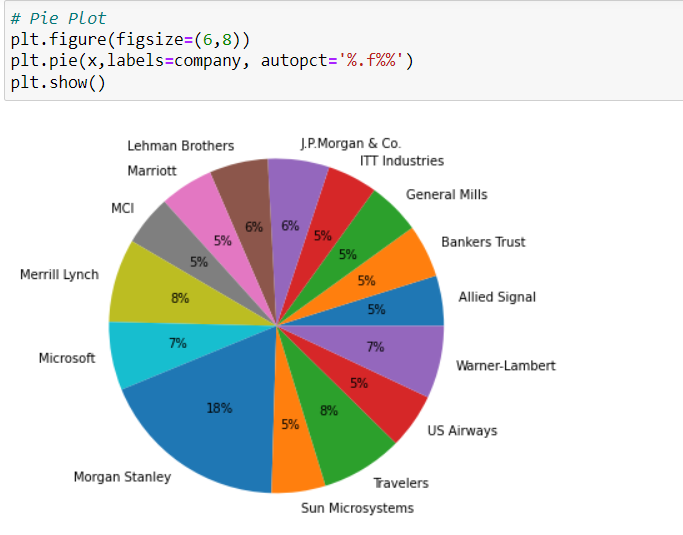 # Pie Plot
plt.figure(figsize=(6,8))
plt.pie(x,labels=company, autopct='%.f%%')
plt.show()
Lehman Brothers
J.P.Morgan & Co.
Marriott
ITT Industries
MCI
General Mills
Bankers Trust
Merrill Lynch
Allied Signal
Microsoft
Warner-Lambert
US Airways
Morgan Stanley
Travelers
Sun Microsystems
6%
6%
5%
5%
5%
5%
5%
8%
5%
7%
7%
5%
18%
8%
5%